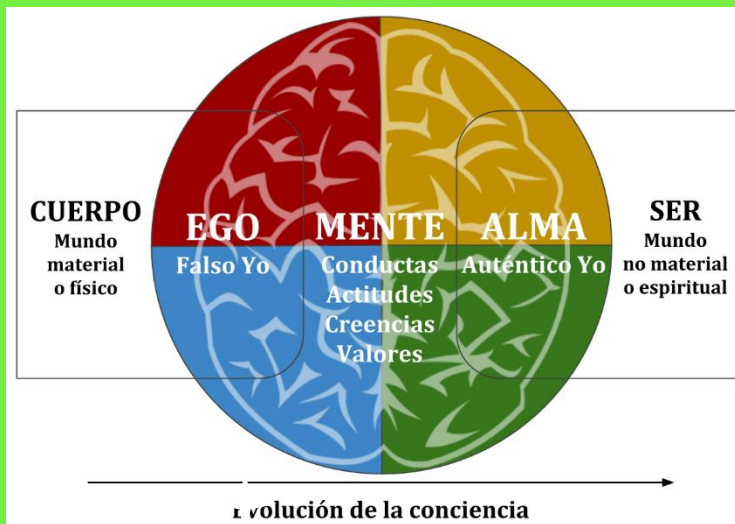 CUERPO
Mundo
material
o físico
EGO
Falso Yo
MENTE
Conductas
Actitudes
Creencias
Valores
ALMA
Auténtico Yo
SER
Mundo
no material
o espiritual
Evolución de la conciencia